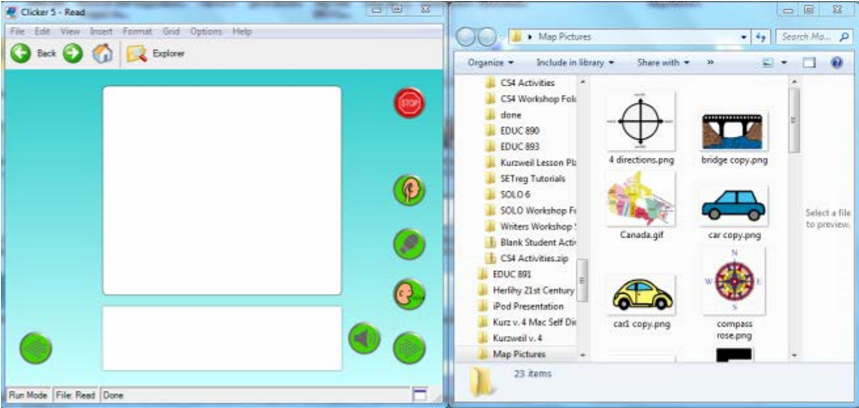 Clicker 5 - Read
File Edit View Insert Format Grid Options Help
Back Explorer
STOP
Run Mode File: Read Done
Map Pictures
Search Ma...
Organize Include in library Share with »
CS4 Activities
CS4 Workshop Fold
done
EDUC 890
EDUC 893
Kurzweil Lesson Pla
SETreg Tutorials
SOLO 6
SOLO Workshop Fo
Writers Workshop
Blank Student Activ
CS4 Activities.zip
EDUC 891
Herlihy 21st Century
iPod Presentation
Kurz v. 4 Mac Self Di
Kurzweil v. 4
Map Pictures
4 directions.png
bridge copy.png
Canada.gif
car copy.png
car1 copy.png
N
W E
S
compass
rose.png
Select a file
to preview.
23 items